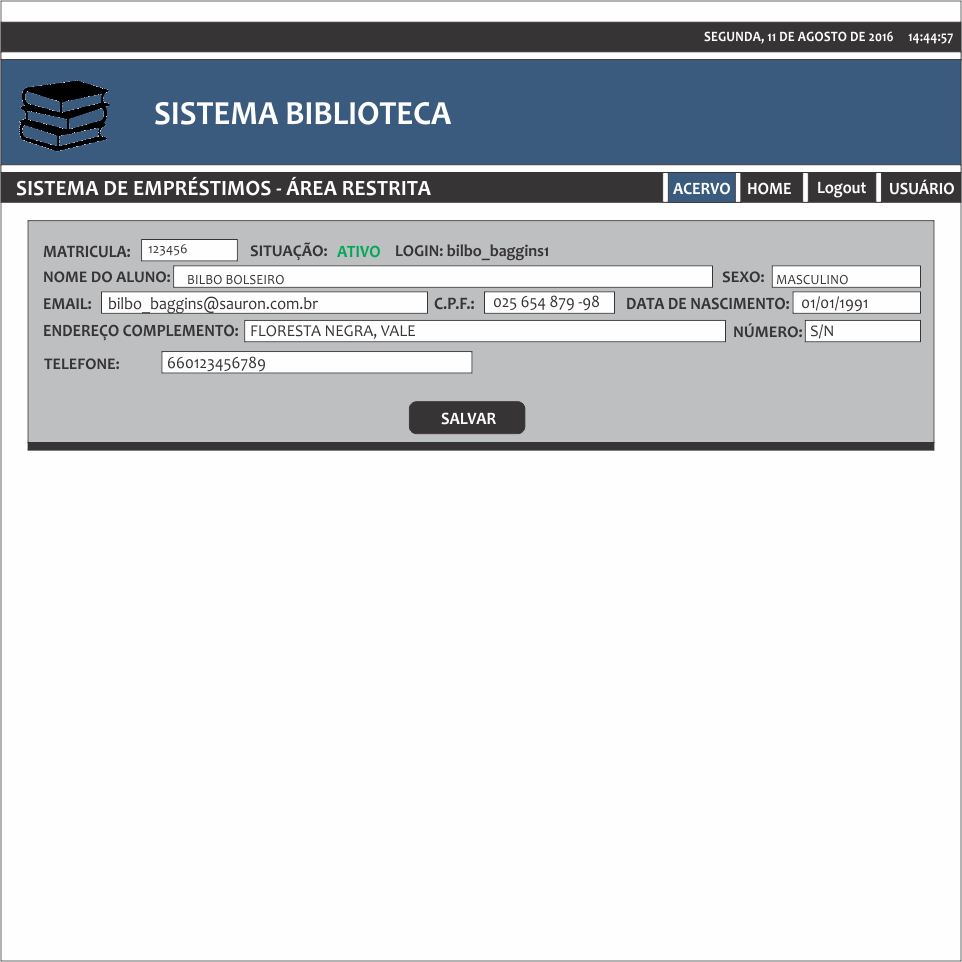 SEGUNDA, 11 DE AGOSTO DE 2016 14:44:57
SISTEMA BIBLIOTECA
SISTEMA DE EMPRÉSTIMOS - ÁREA RESTRITA ACERVO HOME Logout USUÁRIO
MATRICULA: 123456 SITUAÇÃO: ATIVO LOGIN: bilbo_baggins1
NOME DO ALUNO: BILBO BOLSEIRO SEXO: MASCULINO
EMAIL: bilbo_baggins@sauron.com.br C.P.F.: 025 654 879 -98 DATA DE NASCIMENTO: 01/01/1991
ENDEREÇO COMPLEMENTO: FLORESTA NEGRA, VALE NÚMERO: S/N
TELEFONE: 660123456789
SALVAR